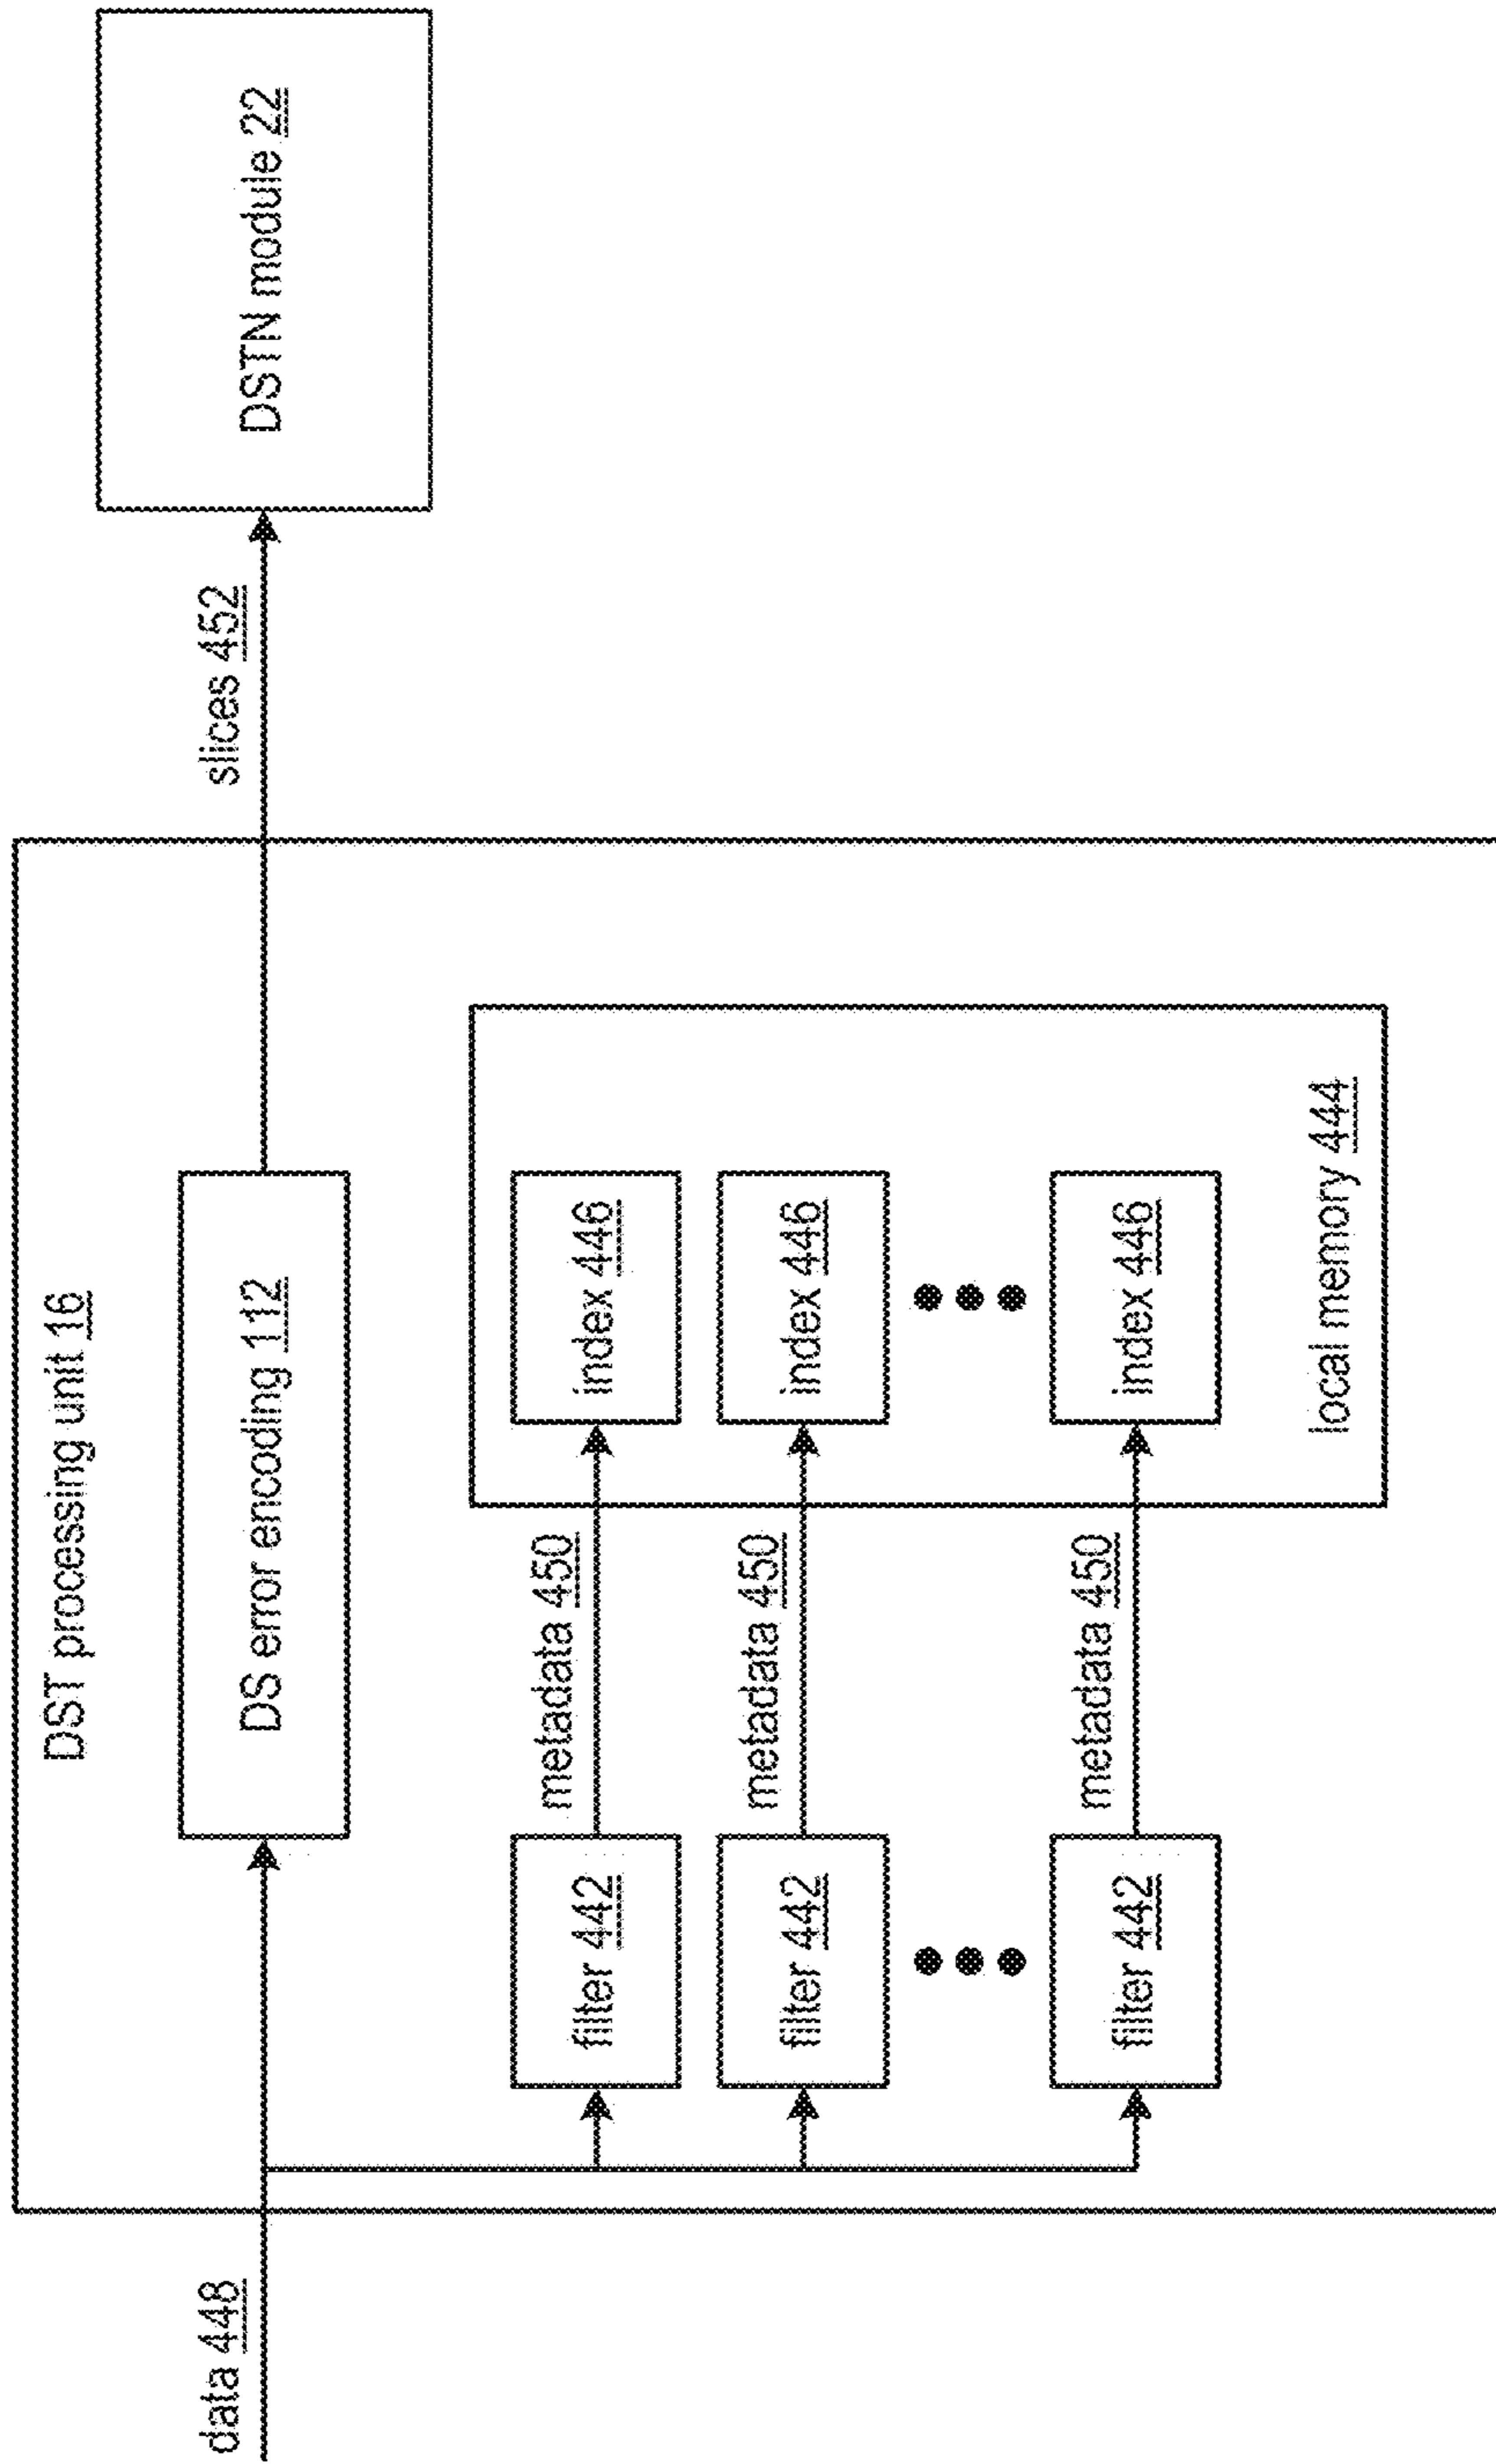 DST processing unit 16
data 448
DS error encoding 112
slices 452
DSTN module 22
filter 442
metadata 450
index 446
filter 442
metadata 450
index 446
filter 442
metadata 450
index 446
local memory 444